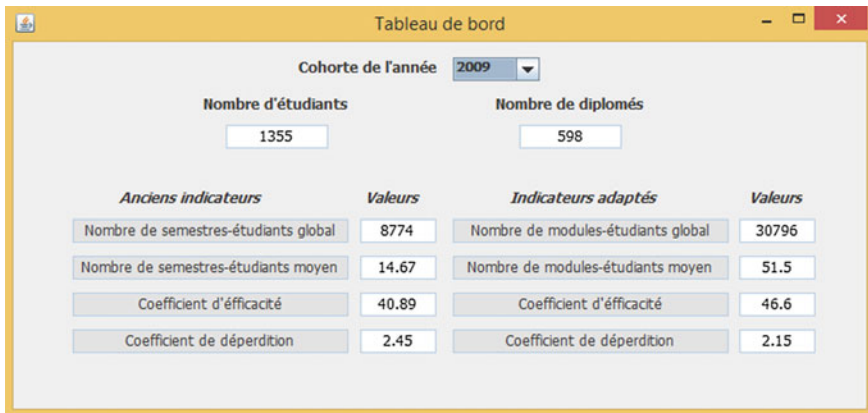 Tableau de bord
Cohorte de l'année 2009
Nombre d'étudiants Nombre de diplomés
1355 598
Anciens indicateurs Valeurs Indicateurs adaptés Valeurs
Nombre de semestres-étudiants global 8774 Nombre de modules-étudiants global 30796
Nombre de semestres-étudiants moyen 14.67 Nombre de modules-étudiants moyen 51.5
Coefficient d'éfficacité 40.89 Coefficient d'éfficacité 46.6
Coefficient de déperdition 2.45 Coefficient de déperdition 2.15